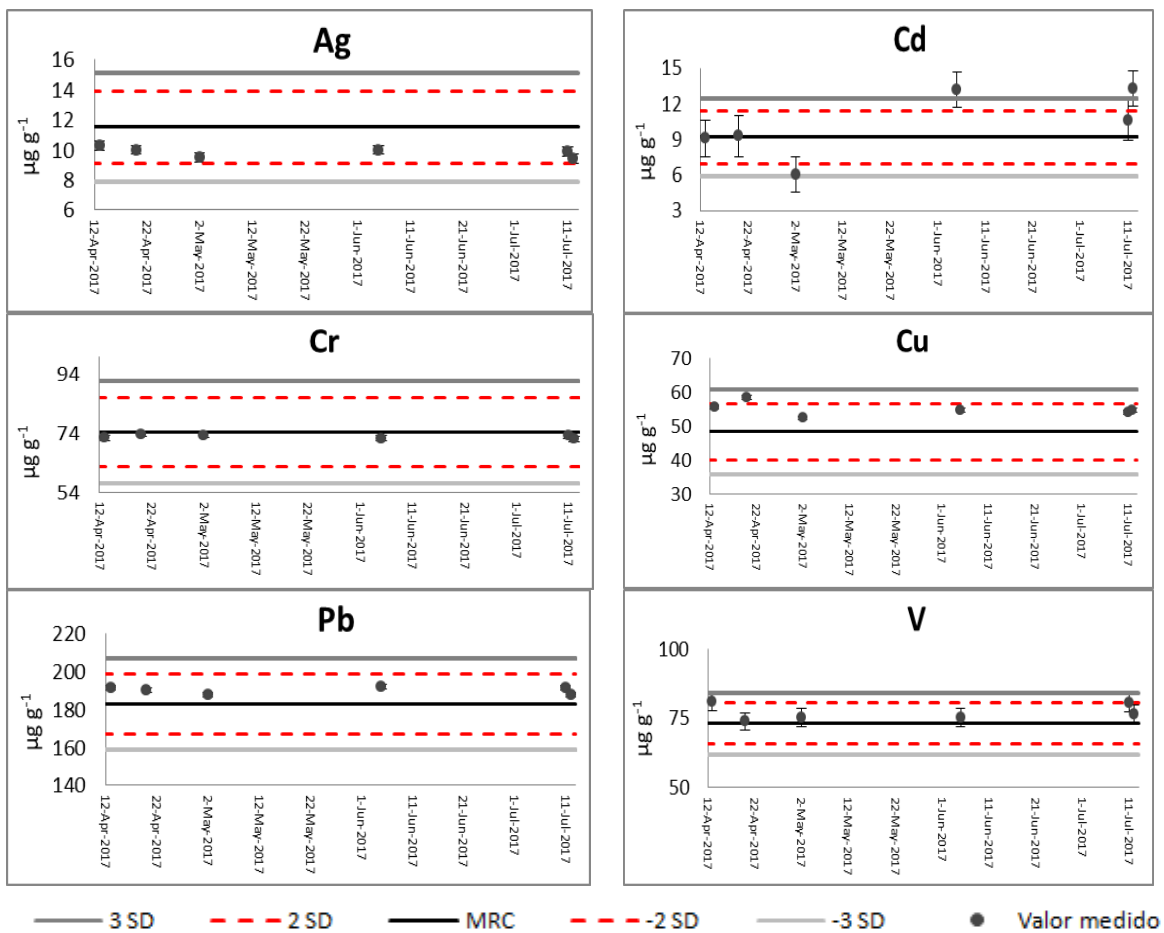 Ag
16
14
12
10
8
6
µg g⁻¹
12-Apr-2017
22-Apr-2017
2-May-2017
12-May-2017
22-May-2017
1-Jun-2017
11-Jun-2017
21-Jun-2017
1-Jul-2017
11-Jul-2017
Cd
15
12
9
6
3
µg g⁻¹
12-Apr-2017
22-Apr-2017
2-May-2017
12-May-2017
22-May-2017
1-Jun-2017
11-Jun-2017
21-Jun-2017
1-Jul-2017
11-Jul-2017
Cr
94
74
54
µg g⁻¹
12-Apr-2017
22-Apr-2017
2-May-2017
12-May-2017
22-May-2017
1-Jun-2017
11-Jun-2017
21-Jun-2017
1-Jul-2017
11-Jul-2017
Cu
70
60
50
40
30
µg g⁻¹
12-Apr-2017
22-Apr-2017
2-May-2017
12-May-2017
22-May-2017
1-Jun-2017
11-Jun-2017
21-Jun-2017
1-Jul-2017
11-Jul-2017
Pb
220
200
180
160
140
µg g⁻¹
12-Apr-2017
22-Apr-2017
2-May-2017
12-May-2017
22-May-2017
1-Jun-2017
11-Jun-2017
21-Jun-2017
1-Jul-2017
11-Jul-2017
V
100
75
50
µg g⁻¹
12-Apr-2017
22-Apr-2017
2-May-2017
12-May-2017
22-May-2017
1-Jun-2017
11-Jun-2017
21-Jun-2017
1-Jul-2017
11-Jul-2017
3 SD 2 SD MRC -2 SD -3 SD Valor medido